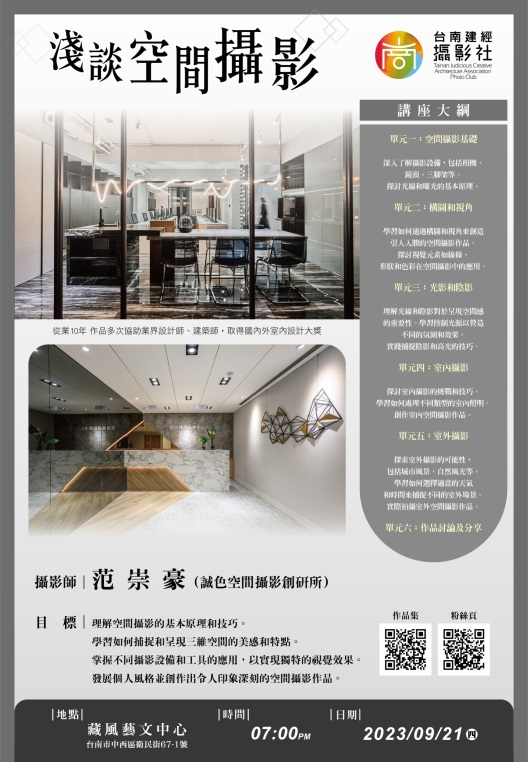 淺談空間攝影
台南建經
攝影社
Tainan Judicious Creative
Architecture Association
Photo Club
講座大綱
單元一：空間攝影基礎
深入了解攝影設備，包括相機、
鏡頭、三腳架等。
探討光線和曝光的基本原理。
單元二：構圖和視角
學習如何通過構圖和視角來創造
引人入勝的空間攝影作品。
探討視覺元素如線條、
形狀和色彩在空間攝影中的應用。
單元三：光影和陰影
理解光線和陰影對於呈現空間感
的重要性。學習控制光源以營造
不同的氛圍和效果。
實踐捕捉陰影和高光的技巧。
單元四：室內攝影
探討室內攝影的挑戰和技巧。
學習如何處理不同類型的室內照明。
創作室內空間攝影作品。
單元五：室外攝影
探索室外攝影的可能性，
包括城市風景、自然風光等。
學習如何選擇適當的天氣
和時間來捕捉不同的室外場景。
實際拍攝室外空間攝影作品。
單元六：作品討論及分享
從業10年 作品多次協助業界設計師、建築師，取得國內外室內設計大獎
攝影師｜范崇豪（誠色空間攝影創研所）
目標｜理解空間攝影的基本原理和技巧。
學習如何捕捉和呈現三維空間的美感和特點。
掌握不同攝影設備和工具的應用，以實現獨特的視覺效果。
發展個人風格並創作出令人印象深刻的空間攝影作品。
作品集
粉絲頁
|地點|
藏風藝文中心
台南市中西區衛民街67-1號
|時間|
07:00PM
|日期|
2023/09/21 四